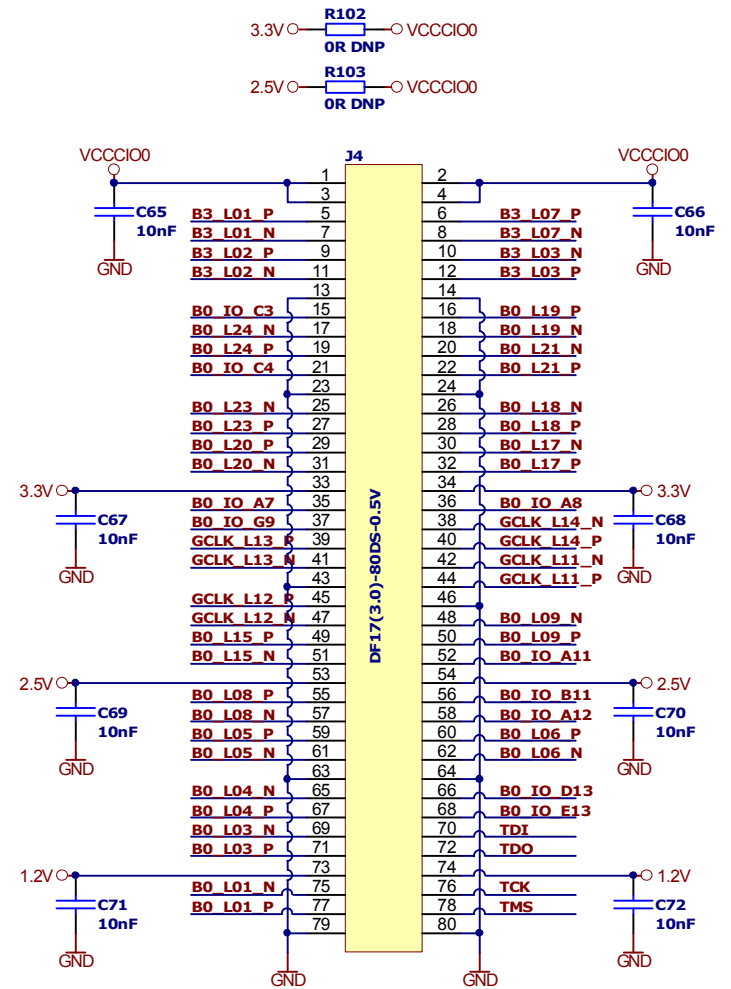 R102
3.3V VCCCIO0
0R DNP
R103
2.5V VCCCIO0
0R DNP
VCCCIO0 J4 VCCCIO0
1 2
3 4
C65 B3_L01_P 5 6 B3_L07_P C66
10nF B3_L01_N 7 8 B3_L07_N 10nF
B3_L02_P 9 10 B3_L03_N
GND B3_L02_N 11 12 B3_L03_P GND
13 14
B0_IO_C3 15 16 B0_L19_P
B0_L24_N 17 18 B0_L19_N
B0_L24_P 19 20 B0_L21_N
B0_IO_C4 21 22 B0_L21_P
23 24
B0_L23_N 25 26 B0_L18_N
B0_L23_P 27 28 B0_L18_P
B0_L20_P 29 30 B0_L17_N
B0_L20_N 31 32 B0_L17_P
3.3V 33 34 3.3V
B0_IO_A7 35 36 B0_IO_A8
C67 B0_IO_G9 37 38 GCLK_L14_N C68
10nF GCLK_L13_P 39 40 GCLK_L14_P 10nF
GCLK_L13_N 41 42 GCLK_L11_N
GND 43 44 GCLK_L11_P GND
GCLK_L12_P 45 46
GCLK_L12_N 47 48 B0_L09_N
B0_L15_P 49 50 B0_L09_P
B0_L15_N 51 52 B0_IO_A11
2.5V 53 54 2.5V
B0_L08_P 55 56 B0_IO_B11
C69 B0_L08_N 57 58 B0_IO_A12 C70
10nF B0_L05_P 59 60 B0_L06_P 10nF
B0_L05_N 61 62 B0_L06_N
GND 63 64 GND
B0_L04_N 65 66 B0_IO_D13
B0_L04_P 67 68 B0_IO_E13
B0_L03_N 69 70 TDI
B0_L03_P 71 72 TDO
1.2V 73 74 1.2V
B0_L01_N 75 76 TCK
C71 B0_L01_P 77 78 TMS C72
10nF 79 80 10nF
GND GND
GND GND
DF17(3.0)-80DS-0.5V